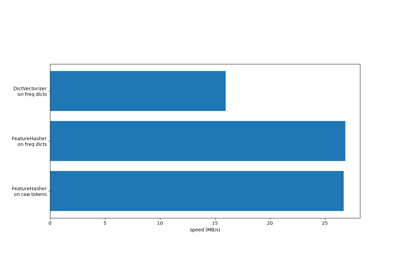 DictVectorizer
on freq dicts
FeatureHasher
on freq dicts
FeatureHasher
on raw tokens
0 5 10 15 20 25
speed (MB/s)